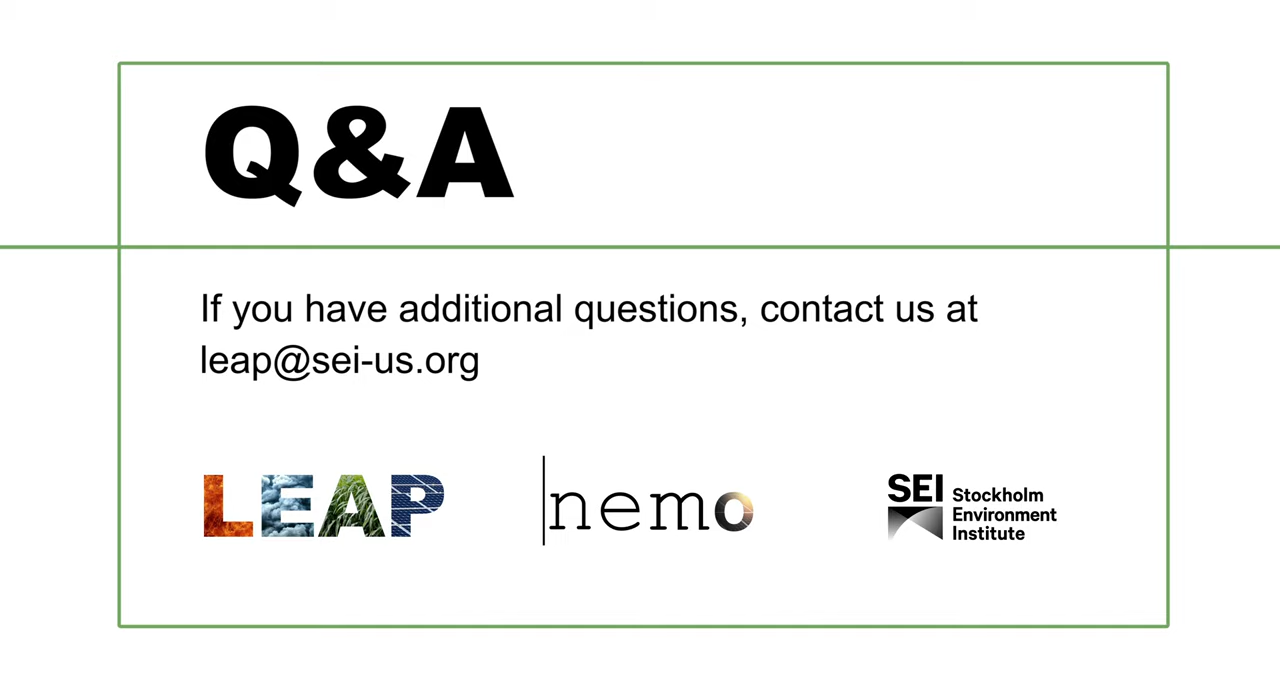 Q&A
If you have additional questions, contact us at
leap@sei-us.org
LEAP
nemo
SEI
Stockholm
Environment
Institute